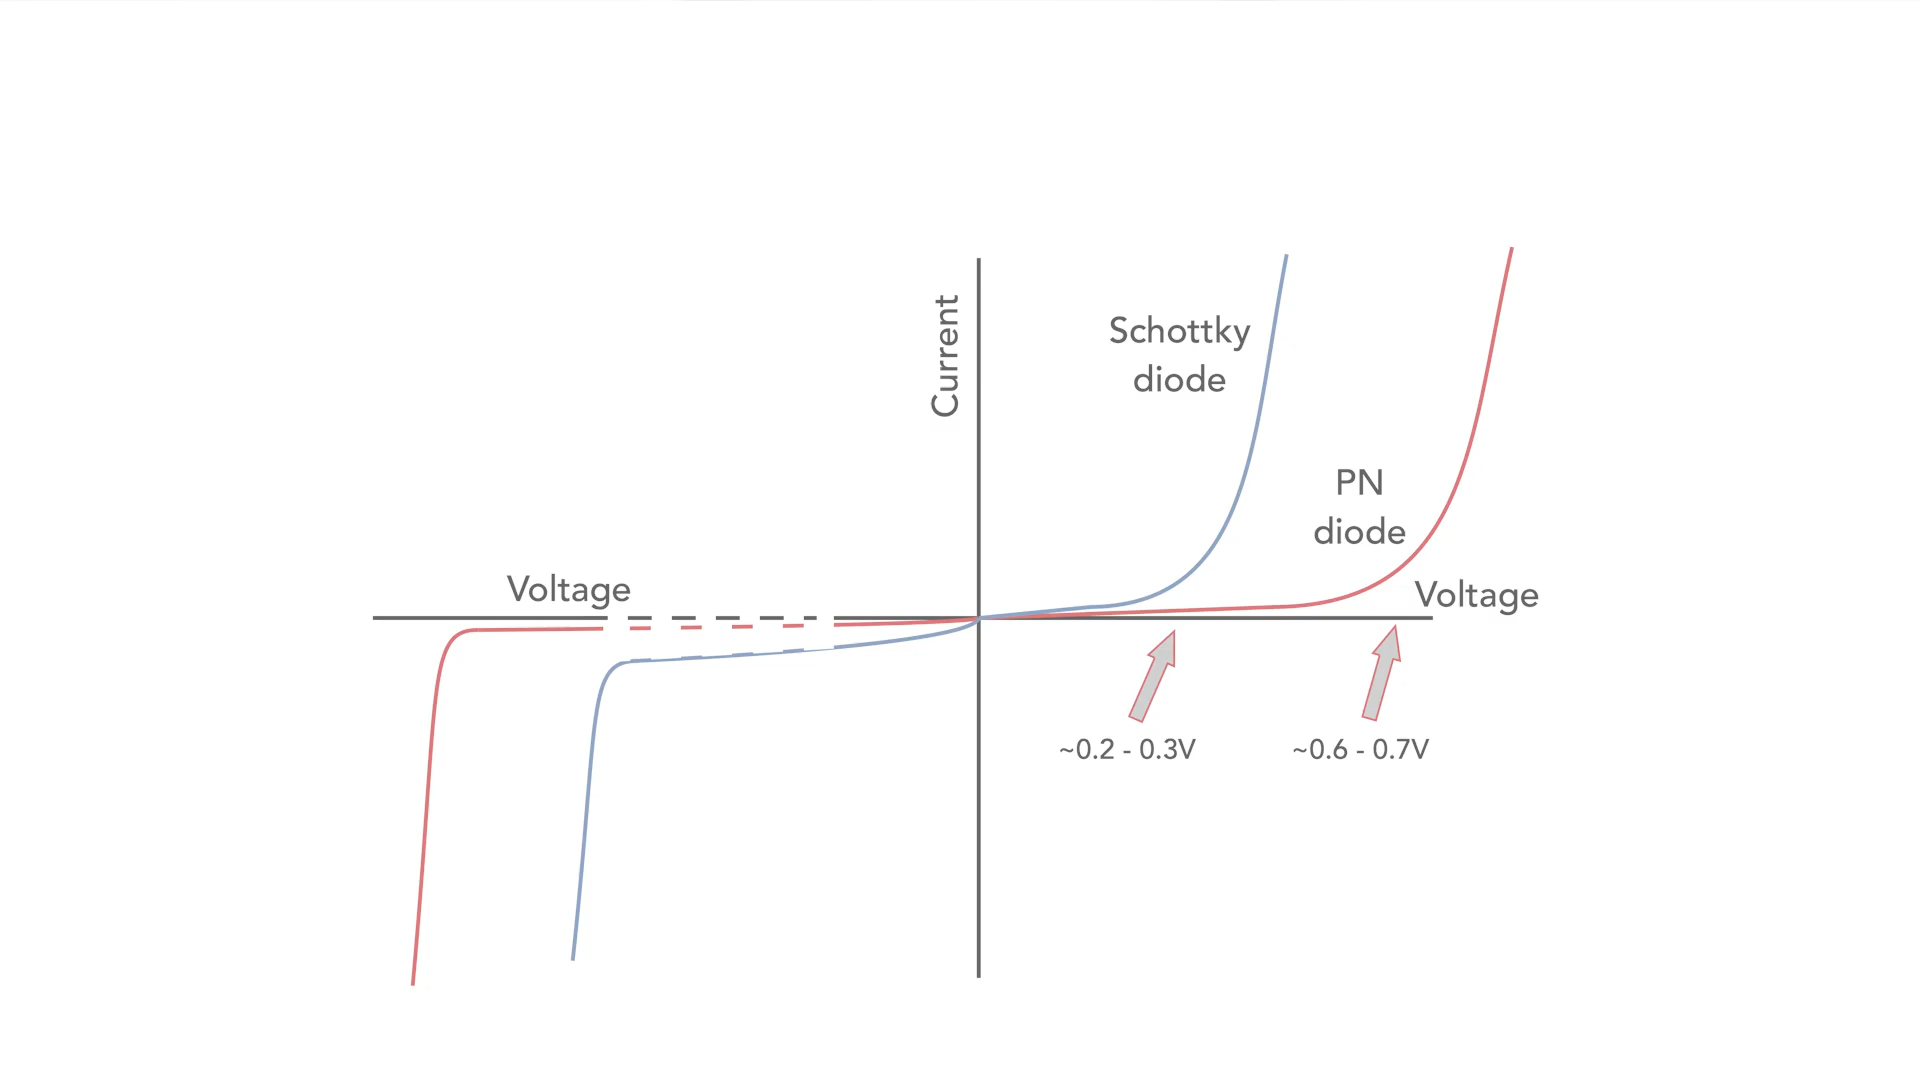 Current
Schottky
diode
PN
diode
Voltage
Voltage
~0.2 - 0.3V
~0.6 - 0.7V